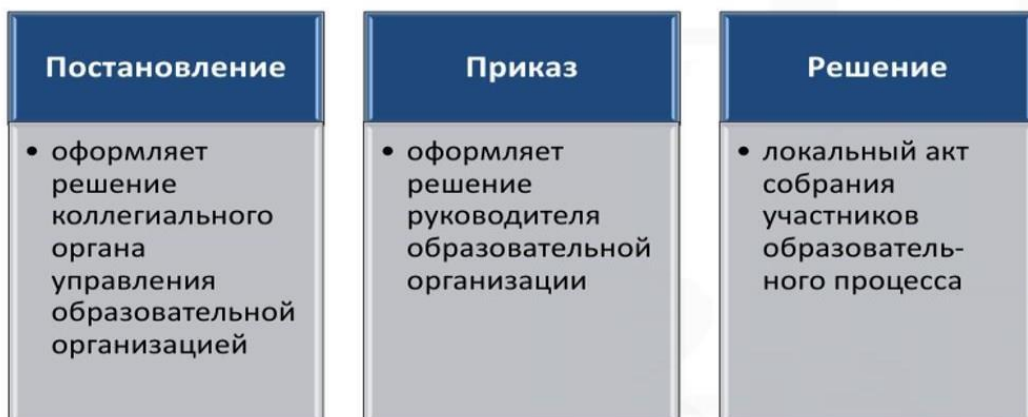 Постановление
• оформляет
решение
коллегиального
органа
управления
образовательной
организацией
Приказ
• оформляет
решение
руководителя
образовательной
организации
Решение
• локальный акт
собрания
участников
образователь-
ного процесса